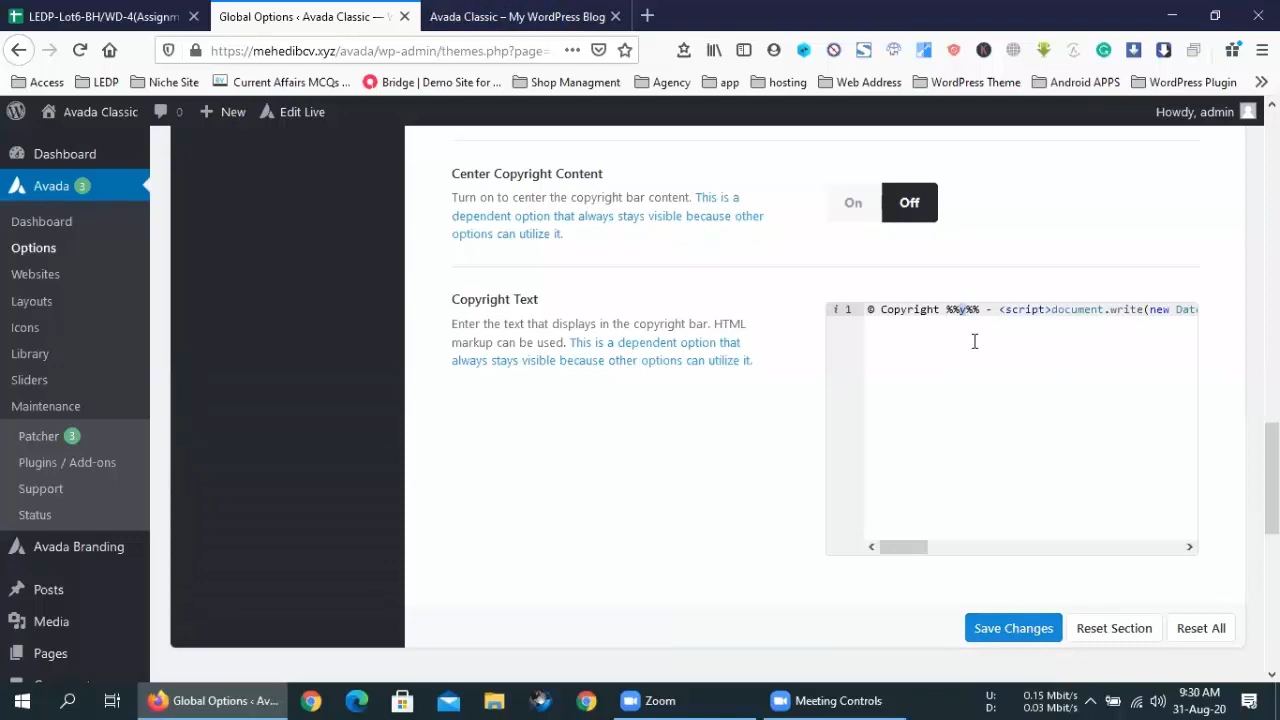 LEDP-Lot6-BH/WD-4(Assignm
Global Options ‹ Avada Classic —
Avada Classic – My WordPress Blog
https://mehedibcv.xyz/avada/wp-admin/themes.php?page=
Access
LEDP
Niche Site
Current Affairs MCQs ...
Bridge | Demo Site for ...
Shop Managment
Agency
app
hosting
Web Address
WordPress Theme
Android APPS
WordPress Plugin
Avada Classic
0
New
Edit Live
Howdy, admin
Dashboard
Avada 3
Dashboard
Options
Websites
Layouts
Icons
Library
Sliders
Maintenance
Patcher 3
Plugins / Add-ons
Support
Status
Avada Branding
Posts
Media
Pages
Center Copyright Content
Turn on to center the copyright bar content. This is a
dependent option that always stays visible because other
options can utilize it.
On
Off
Copyright Text
Enter the text that displays in the copyright bar. HTML
markup can be used. This is a dependent option that
always stays visible because other options can utilize it.
i 1 © Copyright %%y%% - <script>document.write(new Date
Save Changes
Reset Section
Reset All
Global Options ‹ Ava...
Zoom
Meeting Controls
U: 0.15 Mbit/s
D: 0.03 Mbit/s
9:30 AM
31-Aug-20